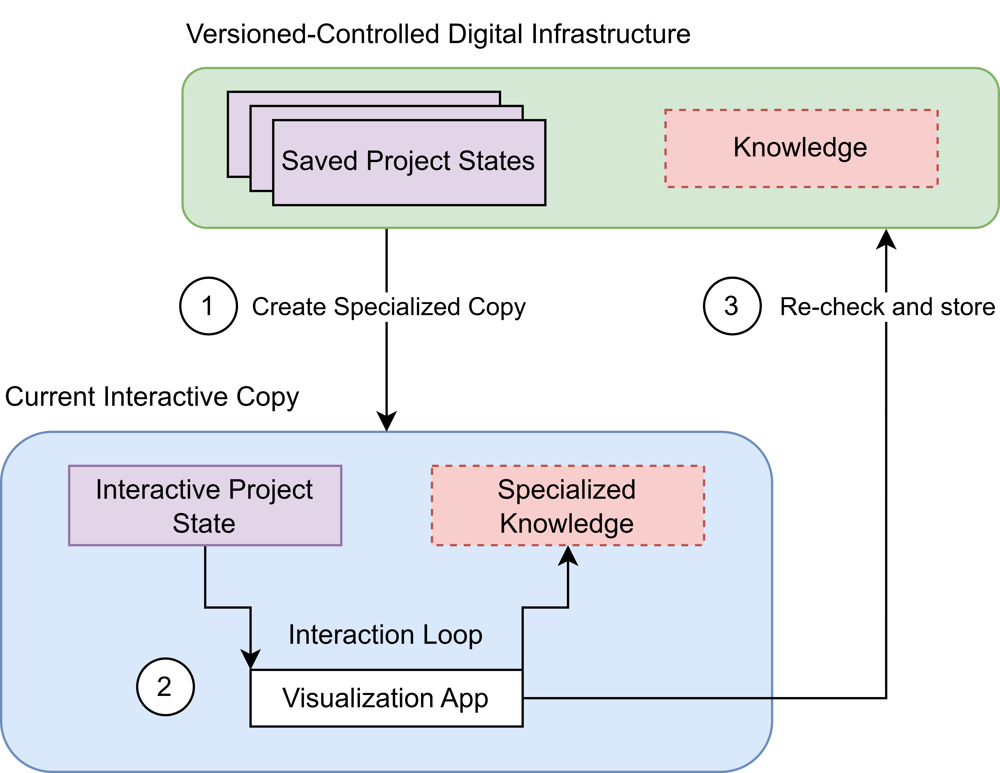 Versioned-Controlled Digital Infrastructure
Saved Project States
Knowledge
1
Create Specialized Copy
3
Re-check and store
Current Interactive Copy
Interactive Project
State
Specialized
Knowledge
Interaction Loop
2
Visualization App